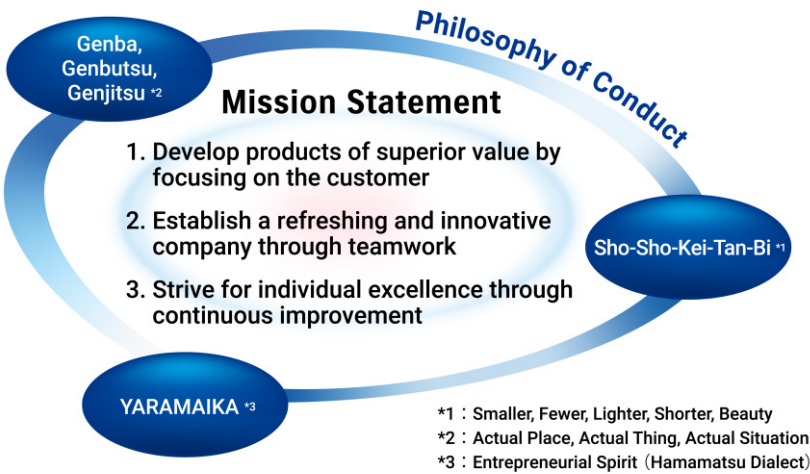 Philosophy of Conduct
Genba,
Genbutsu,
Genjitsu *2
Mission Statement
1. Develop products of superior value by
focusing on the customer
2. Establish a refreshing and innovative
company through teamwork
3. Strive for individual excellence through
continuous improvement
Sho-Sho-Kei-Tan-Bi *1
YARAMAIKA *3
*1：Smaller, Fewer, Lighter, Shorter, Beauty
*2：Actual Place, Actual Thing, Actual Situation
*3：Entrepreneurial Spirit（Hamamatsu Dialect）